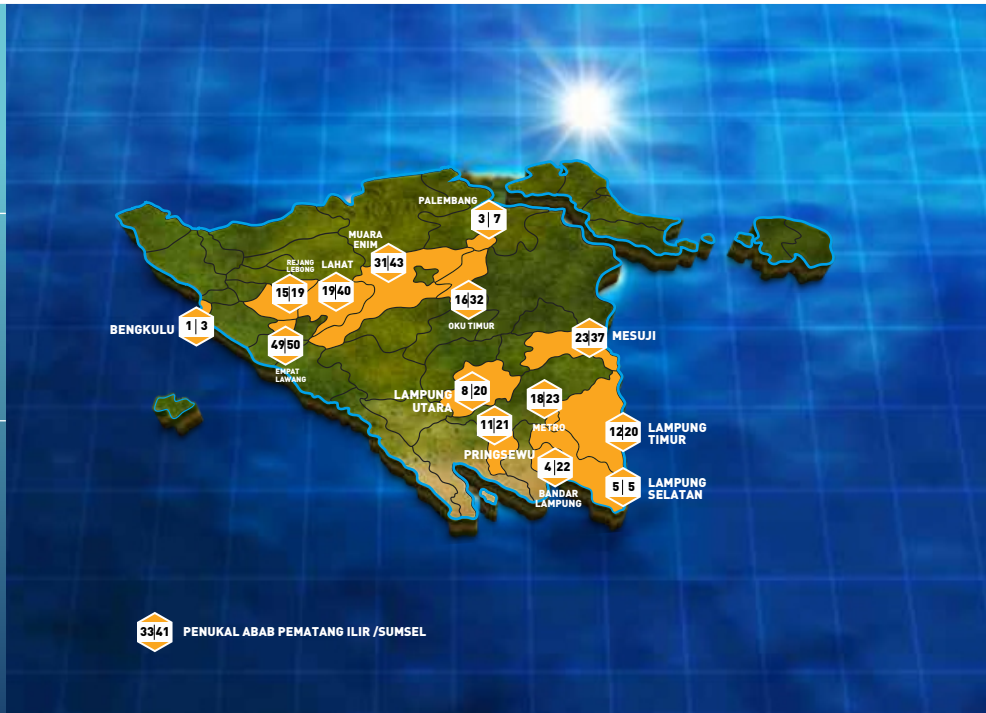 PALEMBANG
3|7
MUARA
ENIM
31|43
REJANG
LEBONG
15|19
LAHAT
19|40
16|32
OKU TIMUR
BENGKULU
1|3
49|50
EMPAT
LAWANG
23|37
MESUJI
LAMPUNG
UTARA
8|20
18|23
METRO
11|21
PRINGSEWU
12|20
LAMPUNG
TIMUR
4|22
BANDAR
LAMPUNG
5|5
LAMPUNG
SELATAN
33|41
PENUKAL ABAB PEMATANG ILIR /SUMSEL